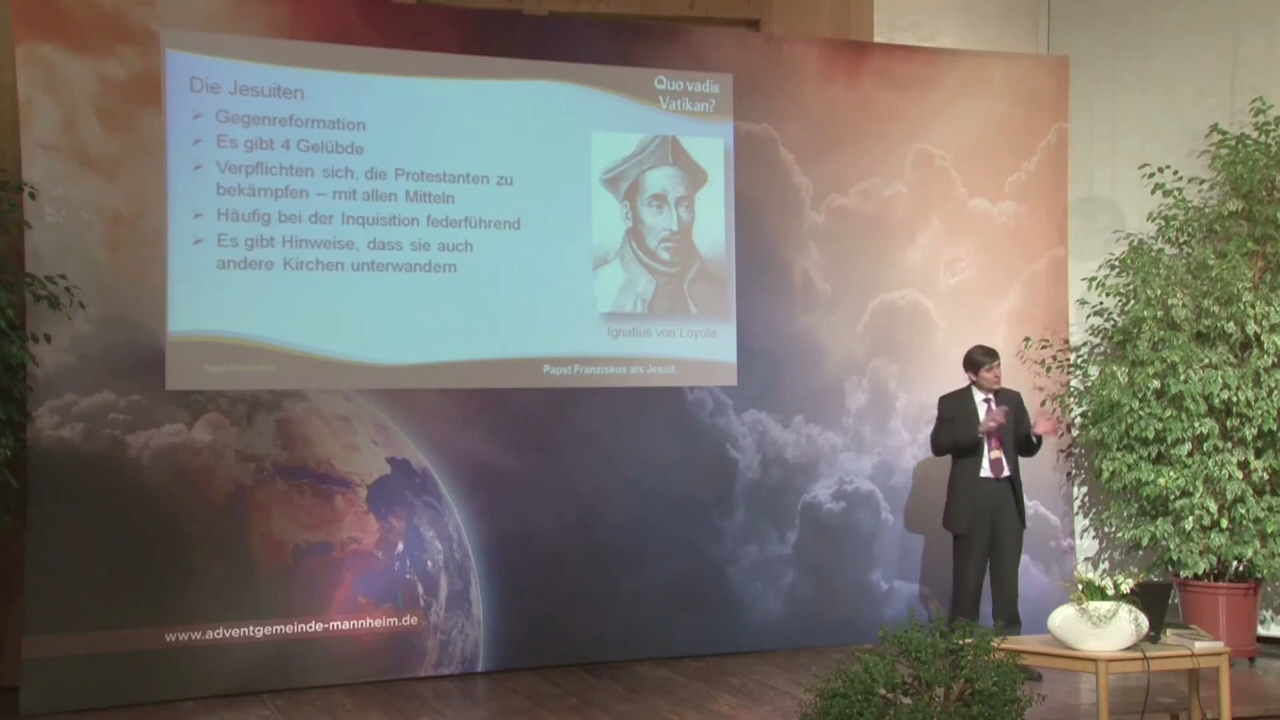 Die Jesuiten
Quo vadis
Vatikan?
➢ Gegenreformation
➢ Es gibt 4 Gelübde
➢ Verpflichten sich, die Protestanten zu
bekämpfen – mit allen Mitteln
➢ Häufig bei der Inquisition federführend
➢ Es gibt Hinweise, dass sie auch
andere Kirchen unterwandern
Ignatius von Loyola
Papst Franziskus als Jesuit
www.adventgemeinde-mannheim.de